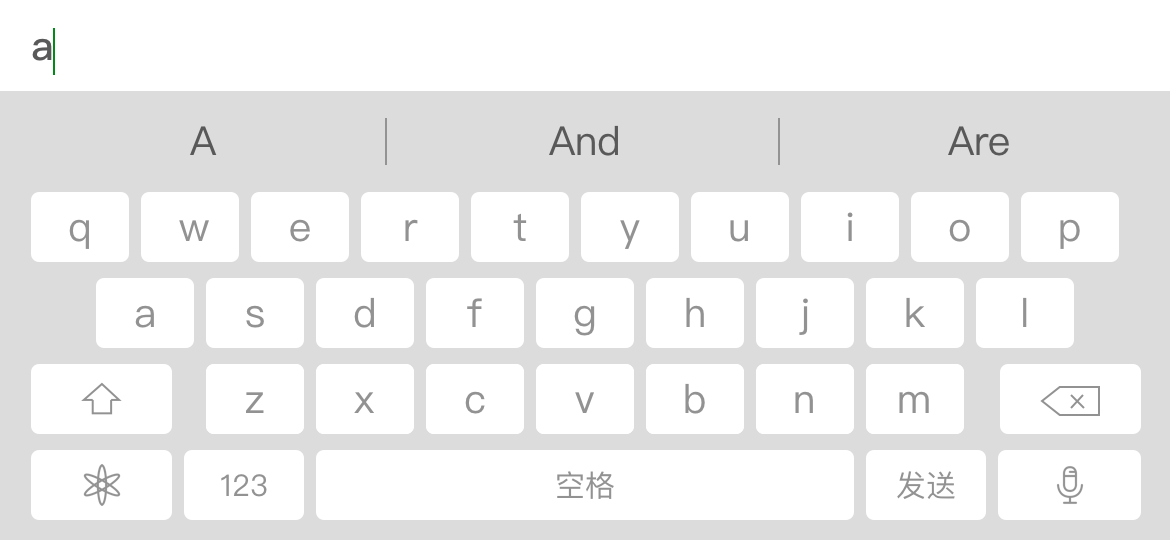 a
A And Are
q w e r t y u i o p
a s d f g h j k l
z x c v b n m
123 空格 发送